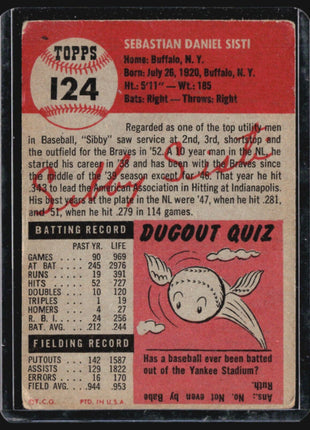 TOPPS
124
SEBASTIAN DANIEL SISTI
Home: Buffalo, N. Y.
Born: July 26, 1920, Buffalo, N. Y.
Ht.: 5'11" — Wt.: 185
Bats: Right — Throws: Right
Regarded as one of the top utility men
in Baseball, "Sibby" saw service at 2nd, 3rd, shortstop and
the outfield for the Braves in '52. A 10 year man in the NL, he
started his career in '38 and has been with the Braves since
the middle of the '39 season except for '46. That year he hit
.343 to lead the American Association in Hitting at Indianapolis.
His best years at the plate in the NL were '47, when he hit .281,
and '51, when he hit .279 in 114 games.
Sibby Sisti
BATTING RECORD
PAST YR. LIFE
GAMES 90 969
AT BAT 245 2976
RUNS 19 391
HITS 52 727
DOUBLES 10 120
TRIPLES 1 19
HOMERS 4 27
R. B. I. 24 256
BAT. AVG. .212 .244
FIELDING RECORD
PUTOUTS 142 1587
ASSISTS 129 1822
ERRORS 16 170
FIELD AVG. .944 .953
©T.C.G. PTD. IN U.S.A.
DUGOUT QUIZ
Has a baseball ever been batted
out of the Yankee Stadium?
Ans.: No. Not even by Babe
Ruth.